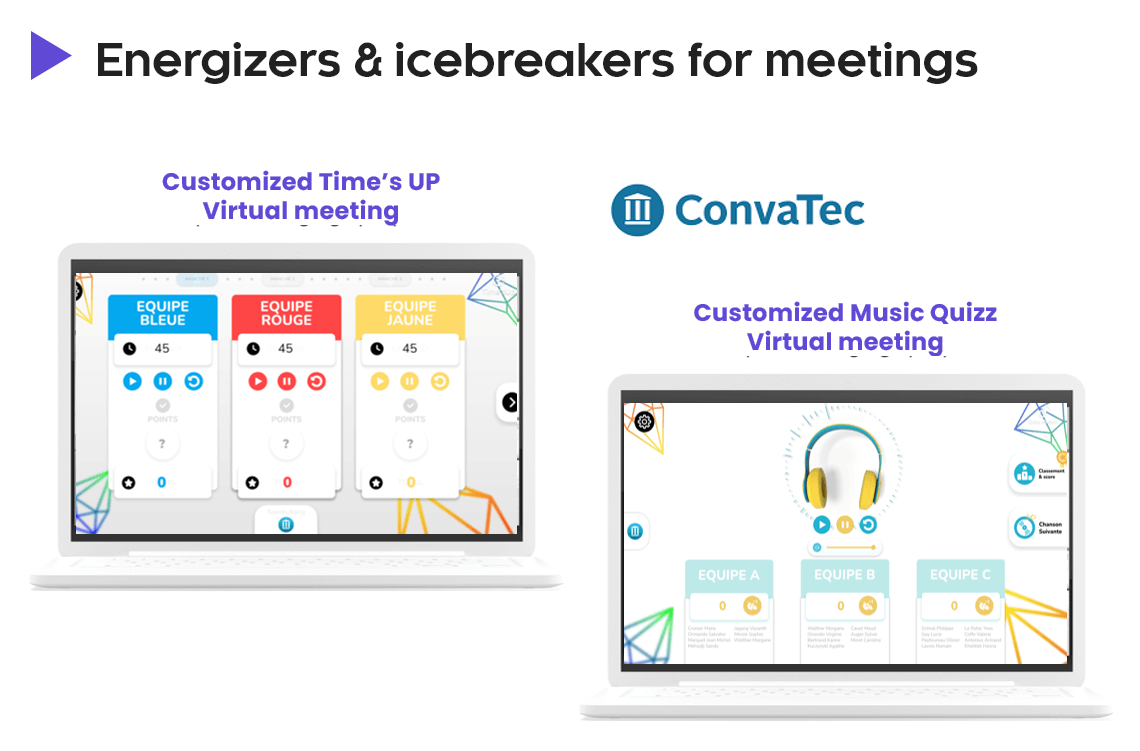 Energizers & icebreakers for meetings
Customized Time's UP
Virtual meeting
EQUIPE
BLEUE
EQUIPE
ROUGE
EQUIPE
JAUNE
45
45
45
POINTS
POINTS
POINTS
?
?
?
0
0
0
ConvaTec
Customized Music Quizz
Virtual meeting
Classement
& score
Chanson
Suivante
EQUIPE A
EQUIPE B
EQUIPE C
0
0
0